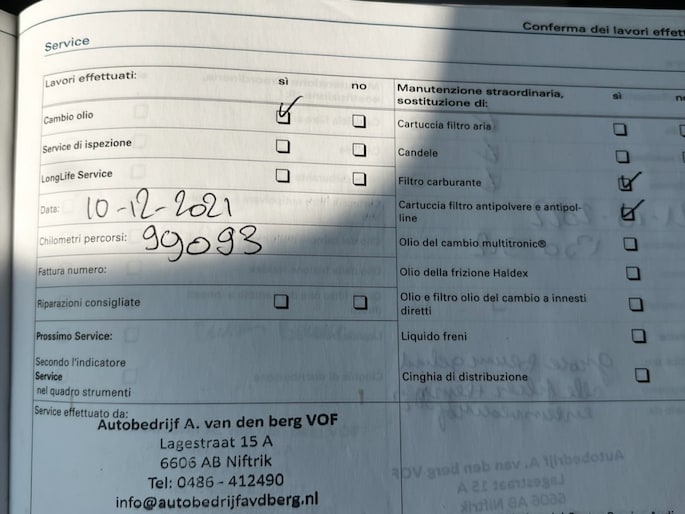 Service
Conferma dei lavori effett
Lavori effettuati:
sì
no
Cambio olio
Service di ispezione
LongLife Service
Data: 10-12-2021
Chilometri percorsi: 99093
Fattura numero:
Riparazioni consigliate
Prossimo Service:
Secondo l'indicatore
Service
nel quadro strumenti
Service effettuato da:
Autobedrijf A. van den berg VOF
Lagestraat 15 A
6606 AB Niftrik
Tel: 0486 - 412490
info@autobedrijfavdberg.nl
Manutenzione straordinaria,
sostituzione di:
sì
Cartuccia filtro aria
Candele
Filtro carburante
Cartuccia filtro antipolvere e antipol-
line
Olio del cambio multitronic®
Olio della frizione Haldex
Olio e filtro olio del cambio a innesti
diretti
Liquido freni
Cinghia di distribuzione